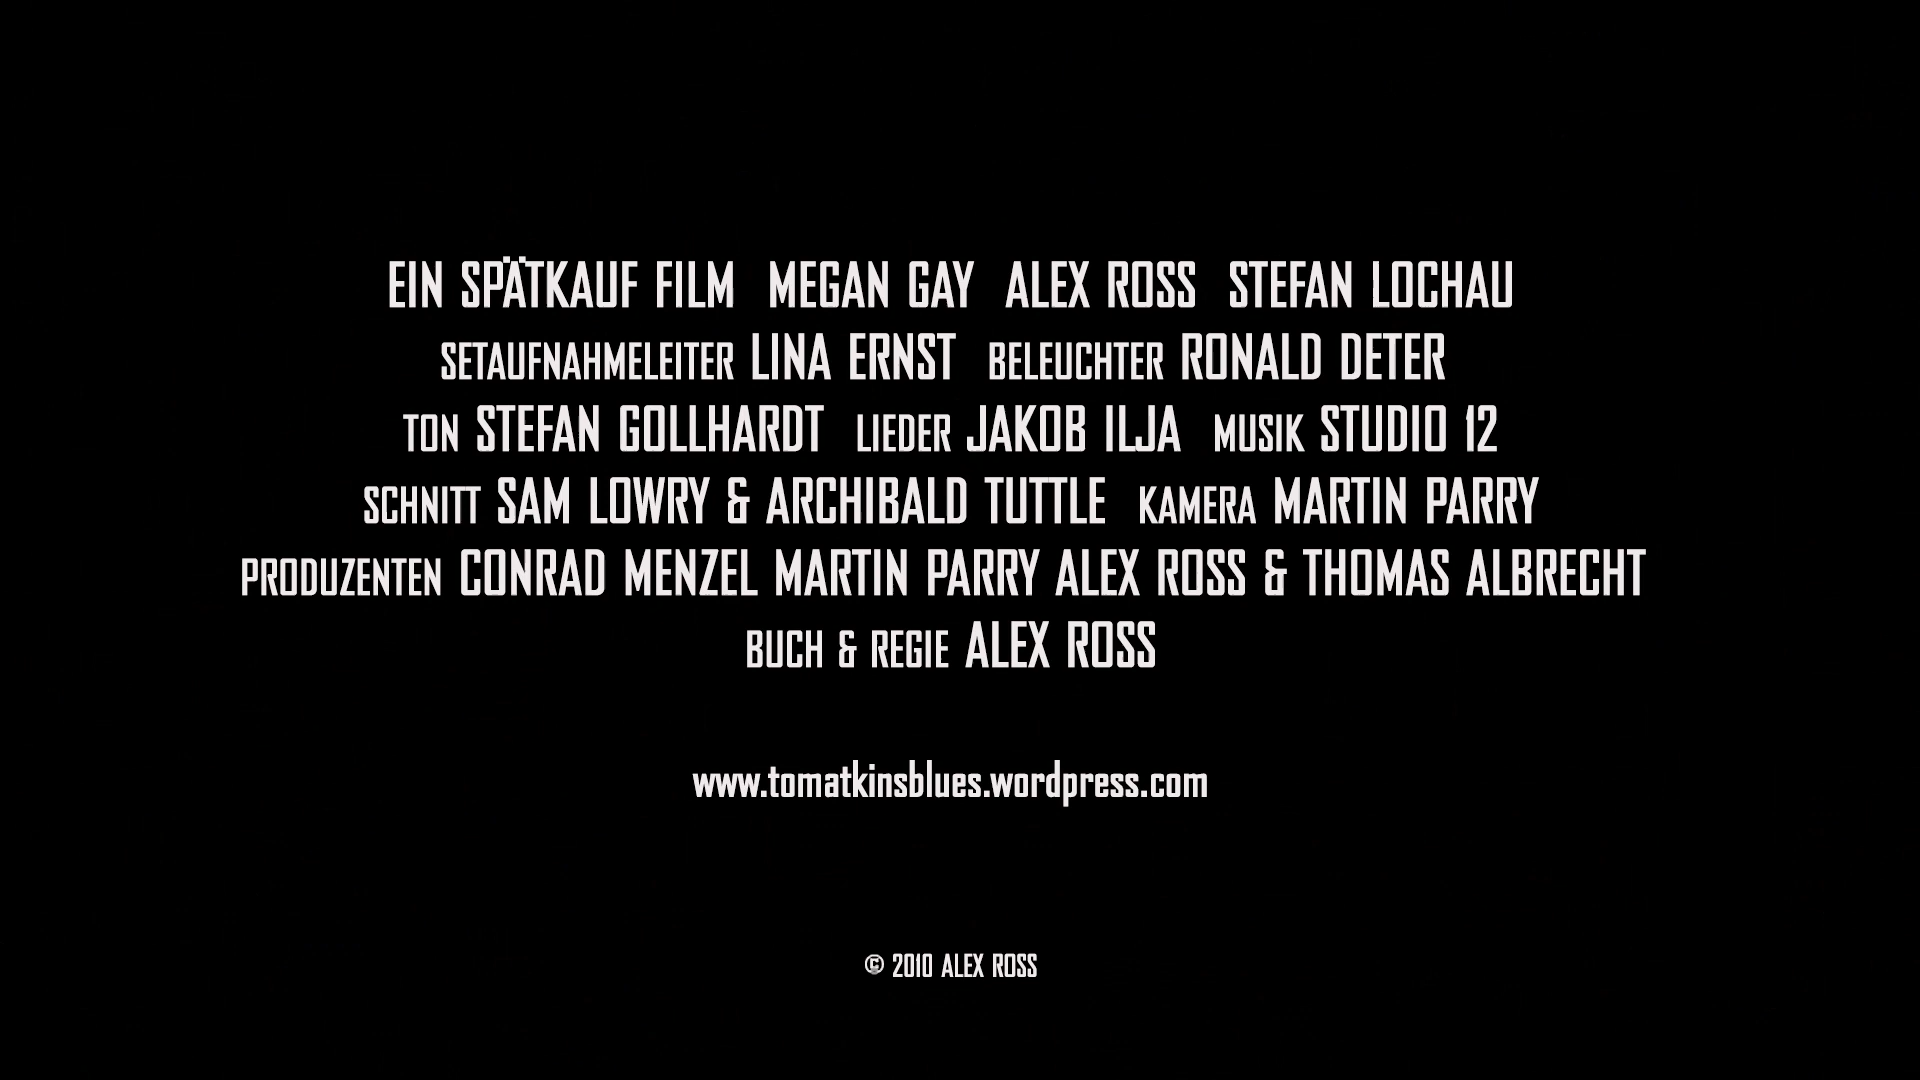 EIN SPÄTKAUF FILM MEGAN GAY ALEX ROSS STEFAN LOCHAU
SETAUFNAHMELEITER LINA ERNST BELEUCHTER RONALD DETER
TON STEFAN GOLLHARDT LIEDER JAKOB ILJA MUSIK STUDIO 12
SCHNITT SAM LOWRY & ARCHIBALD TUTTLE KAMERA MARTIN PARRY
PRODUZENTEN CONRAD MENZEL MARTIN PARRY ALEX ROSS & THOMAS ALBRECHT
BUCH & REGIE ALEX ROSS
www.tomatkinsblues.wordpress.com
© 2010 ALEX ROSS